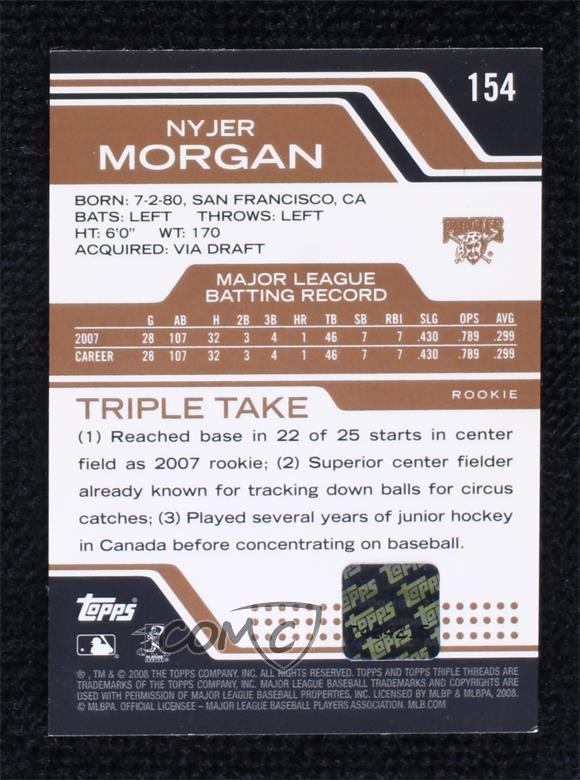 154
NYJER
MORGAN
BORN: 7-2-80, SAN FRANCISCO, CA
BATS: LEFT THROWS: LEFT
HT: 6'0" WT: 170
ACQUIRED: VIA DRAFT
PIRATES
MAJOR LEAGUE
BATTING RECORD
G AB H 2B 3B HR TB SB RBI SLG OPS AVG
2007 28 107 32 3 4 1 46 7 7 .430 .789 .299
CAREER 28 107 32 3 4 1 46 7 7 .430 .789 .299
ROOKIE
TRIPLE TAKE
(1) Reached base in 22 of 25 starts in center
field as 2007 rookie; (2) Superior center fielder
already known for tracking down balls for circus
catches; (3) Played several years of junior hockey
in Canada before concentrating on baseball.
Topps
Topps
COMC
®, TM & © 2008 THE TOPPS COMPANY, INC. ALL RIGHTS RESERVED. TOPPS AND TOPPS TRIPLE THREADS ARE
TRADEMARKS OF THE TOPPS COMPANY, INC. MAJOR LEAGUE BASEBALL TRADEMARKS AND COPYRIGHTS ARE
USED WITH PERMISSION OF MAJOR LEAGUE BASEBALL PROPERTIES, INC. LICENSED BY MLBP & MLBPA, 2008.
© MLBPA. OFFICIAL LICENSEE – MAJOR LEAGUE BASEBALL PLAYERS ASSOCIATION. MLB.COM